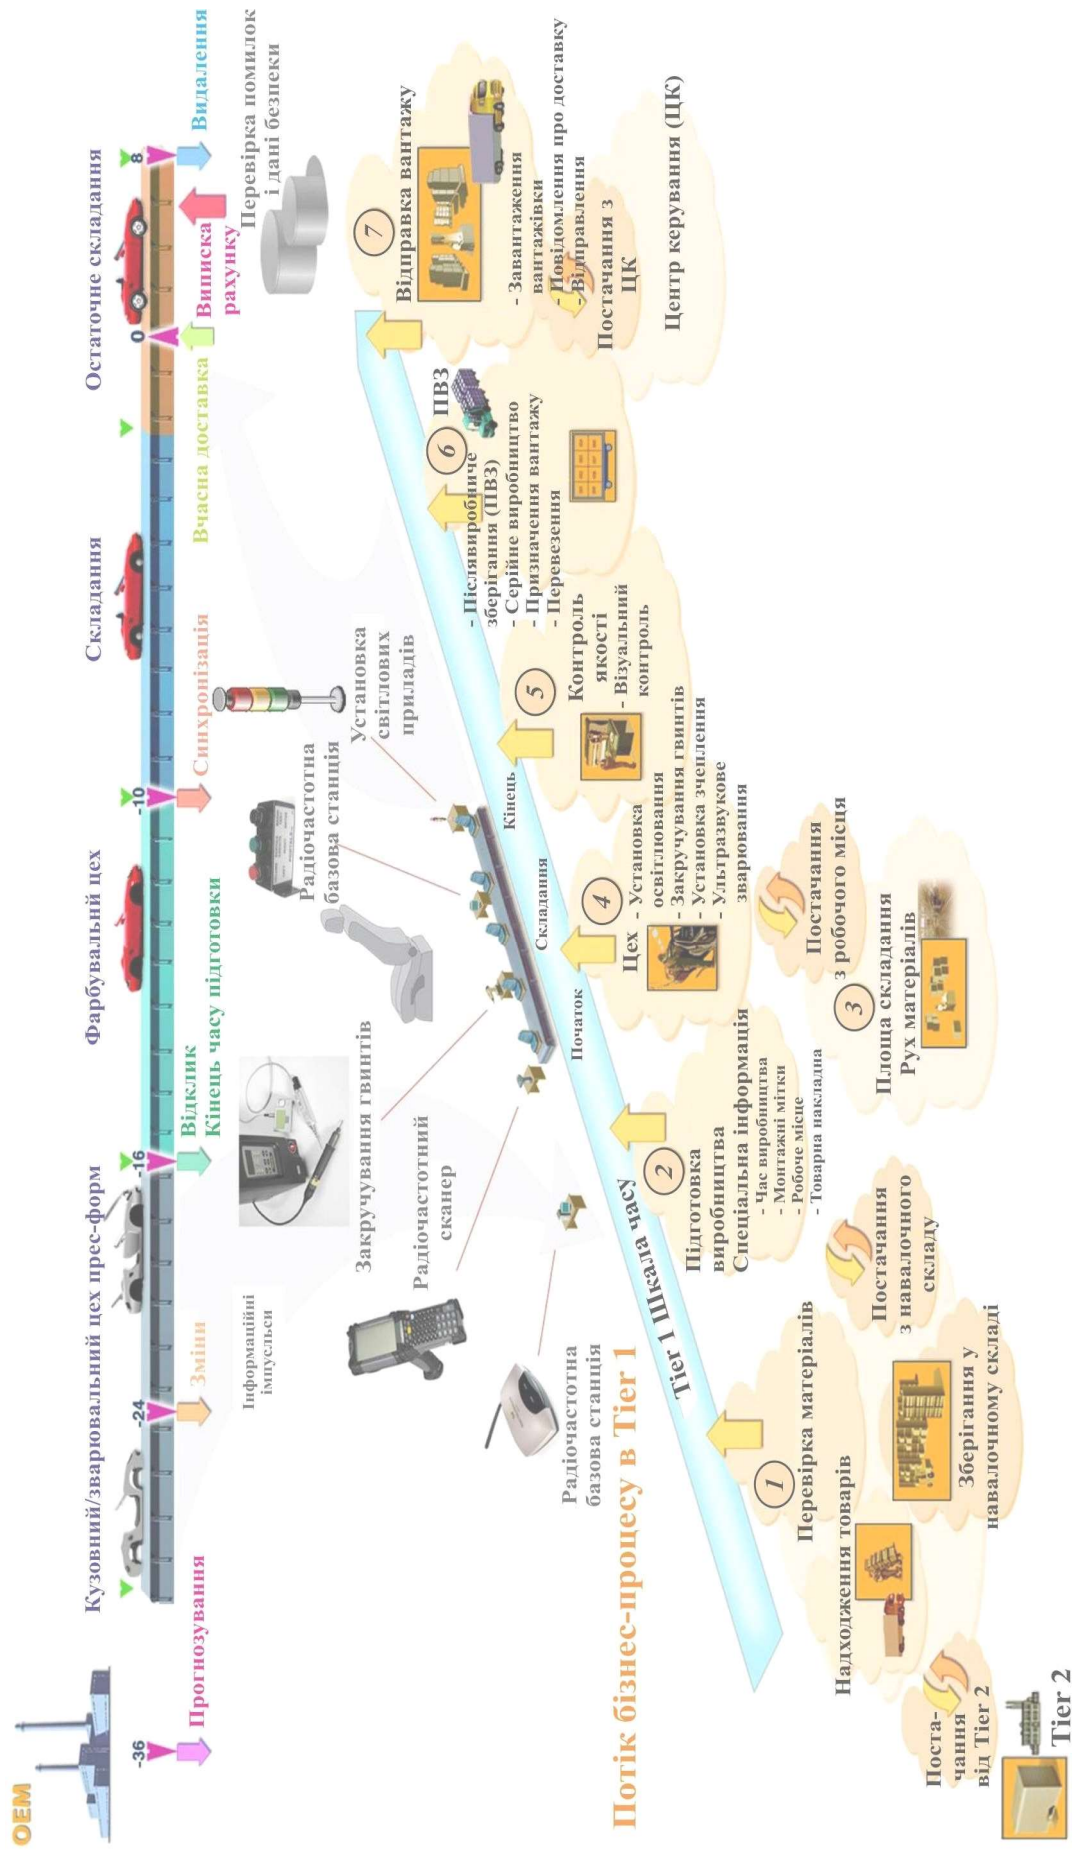 OEM
Кузовний/зварювальний цех прес-форм
Фарбувальний цех
Складання
Остаточне складання
-36
-24
-16
-10
0
8
Прогнозування
Зміни
Відклик
Кінець часу підготовки
Синхронізація
Вчасна доставка
Виписка
рахунку
Видалення
Інформаційні
імпульси
Перевірка помилок
і дані безпеки
Радіочастотна
базова станція
Радіочастотний
сканер
Закручування гвинтів
Радіочастотна
базова станція
Установка
світлових
приладів
Потік бізнес-процесу в Tier 1
Tier 1 Шкала часу
Початок
Складання
Кінець
1
Перевірка матеріалів
Надходження товарів
Поста-
чання
від Tier 2
Tier 2
Зберігання у
навалочному складі
Постачання
з навалочного
складу
2
Підготовка
виробництва
Спеціальна інформація
- Час виробництва
- Монтажні мітки
- Робоче місце
- Товарна накладна
3
Площа складання
Рух матеріалів
Постачання
з робочого місця
4
Цех
- Установка
освітлювання
- Закручування гвинтів
- Установка зчеплення
- Ультразвукове
зварювання
5
Контроль
якості
- Візуальний
контроль
6
ПВЗ
- Післявиробниче
зберігання (ПВЗ)
- Серійне виробництво
- Призначення вантажу
- Перевезення
7
Відправка вантажу
- Завантаження
вантажівки
- Повідомлення про доставку
- Відправлення
Постачання з
ЦК
Центр керування (ЦК)